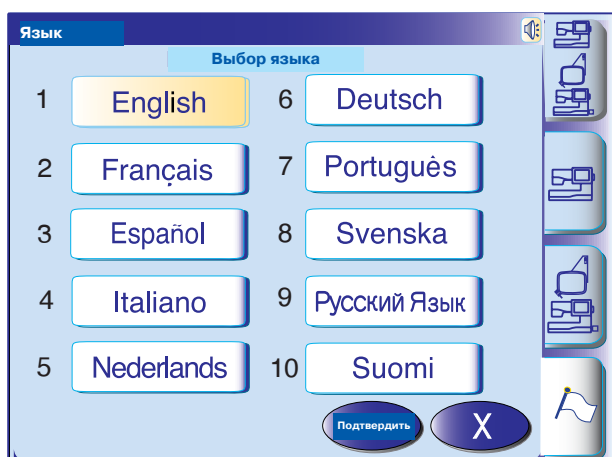 Язык
Выбор языка
1 English
2 Français
3 Español
4 Italiano
5 Nederlands
6 Deutsch
7 Português
8 Svenska
9 Русский Язык
10 Suomi
Подтвердить
X